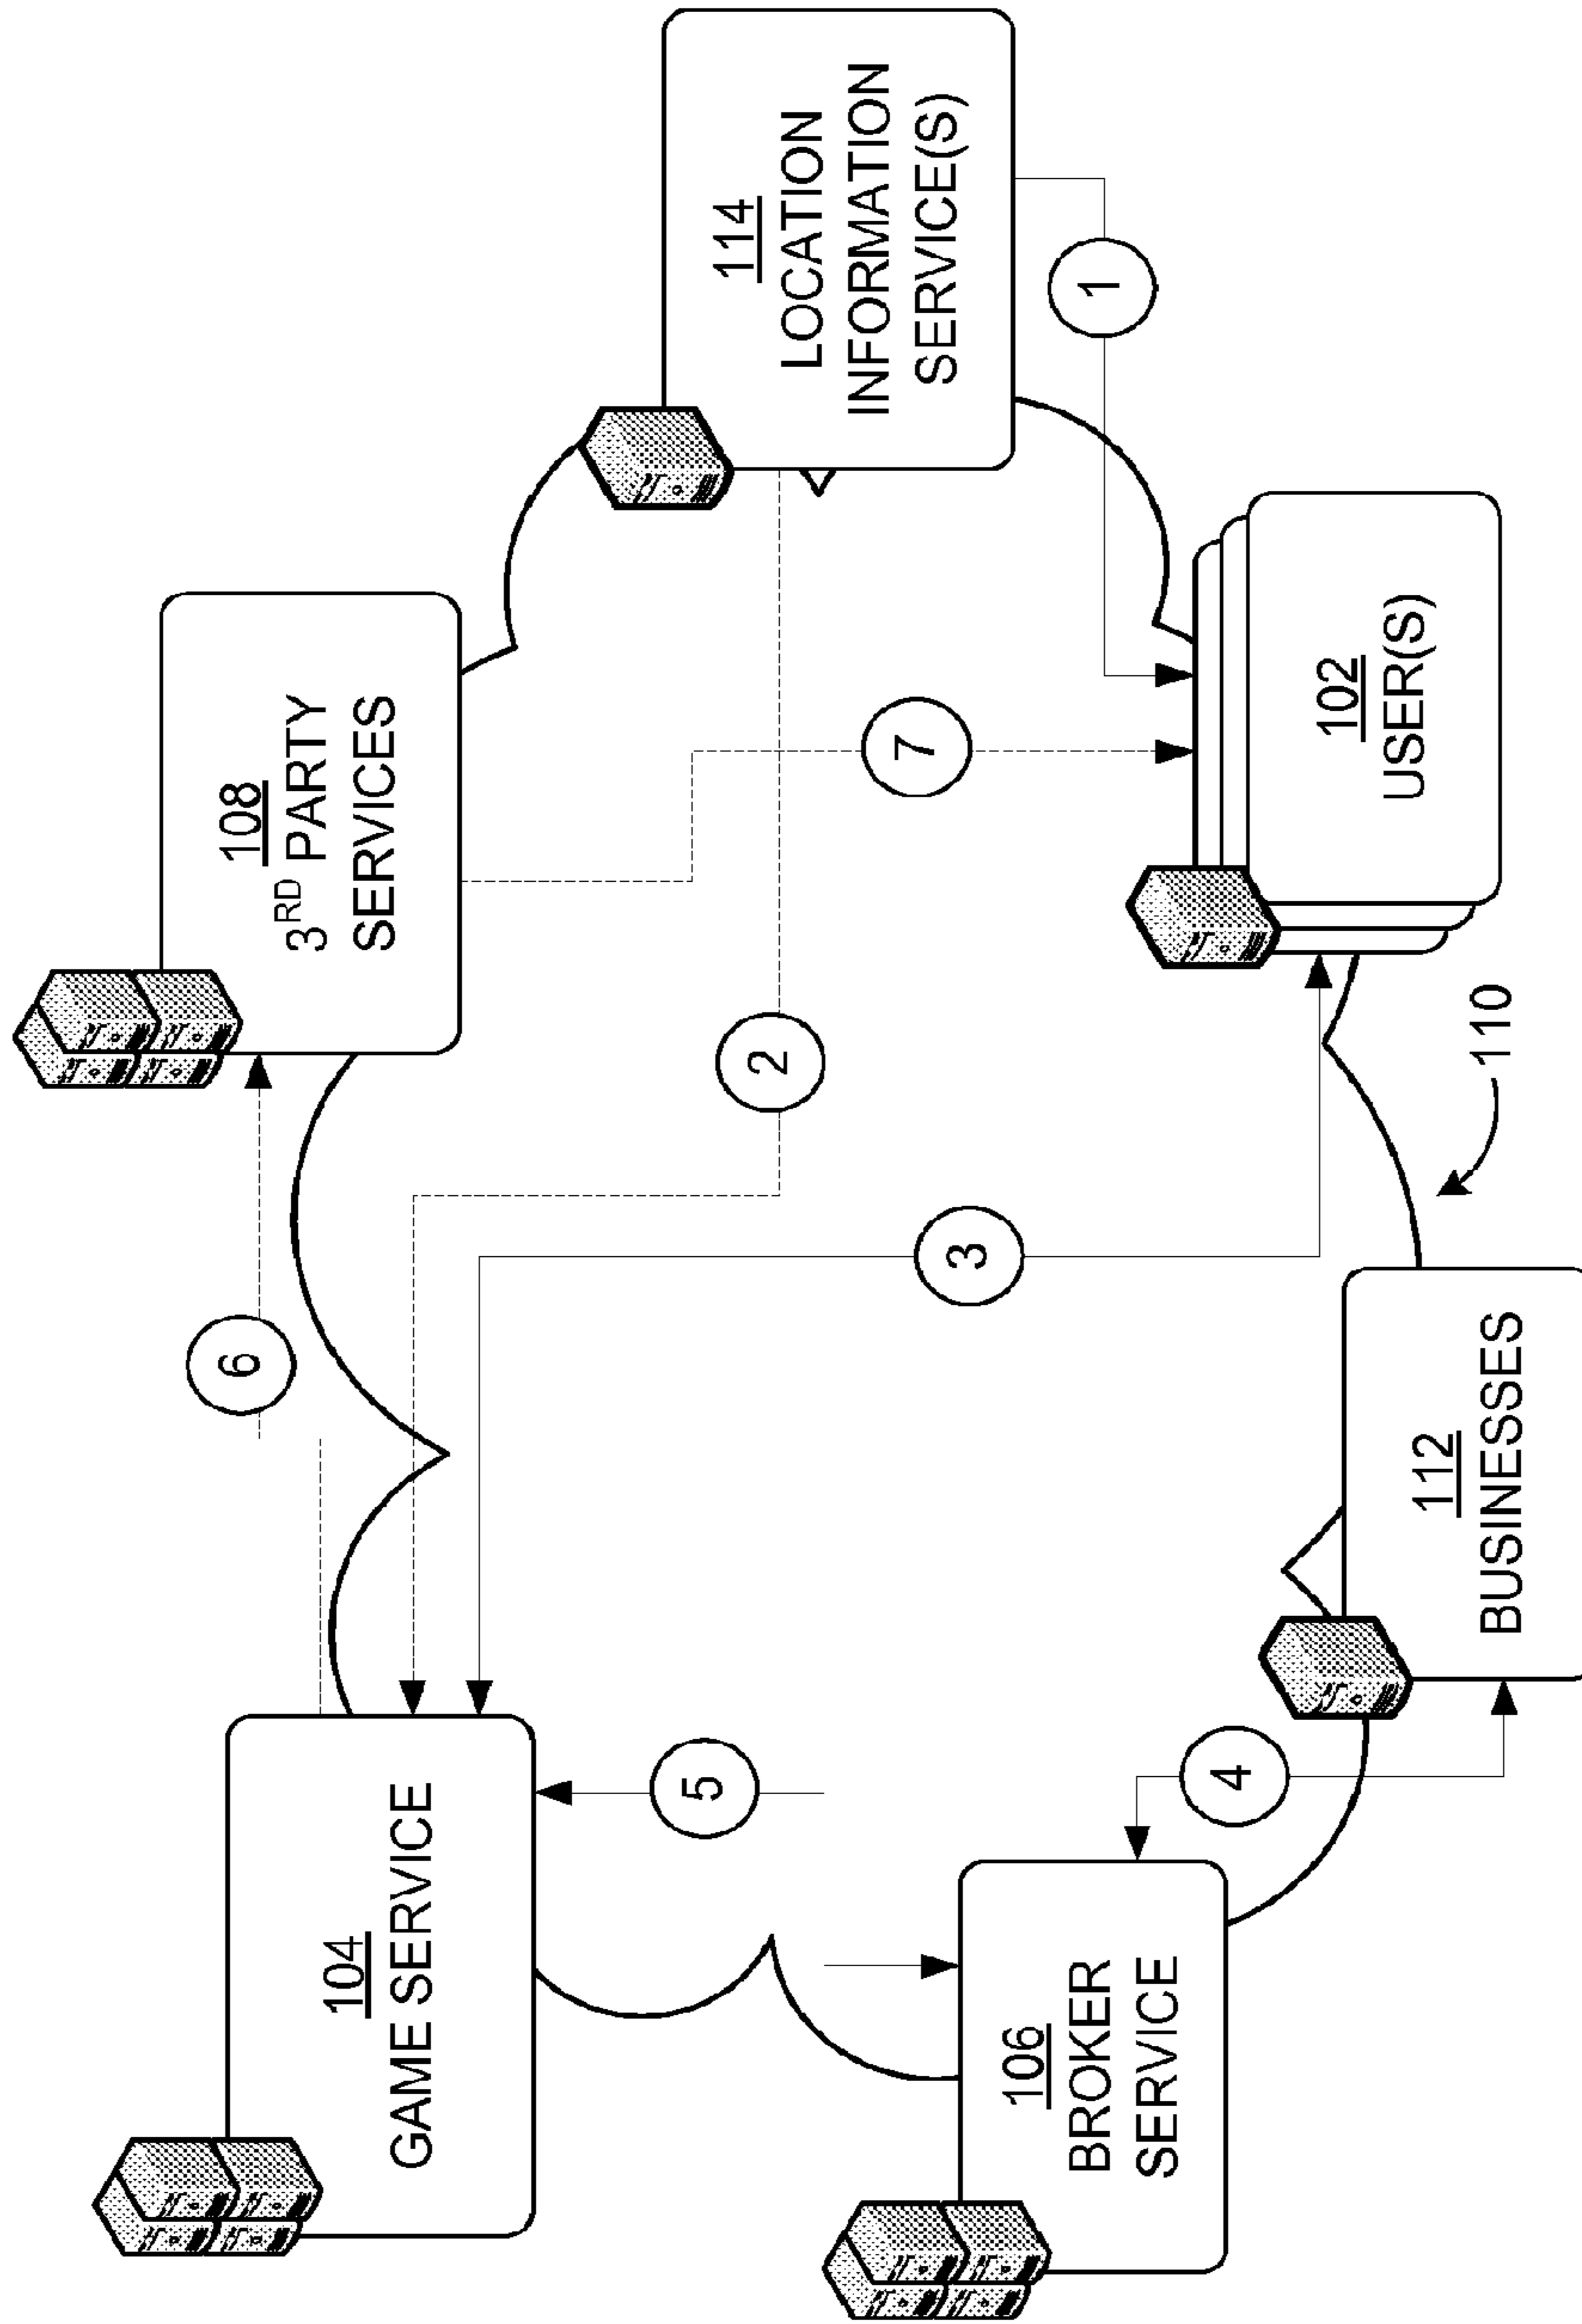 104
GAME SERVICE
6
108
3RD PARTY
SERVICES
5
3
2
7
114
LOCATION
INFORMATION
SERVICE(S)
1
106
BROKER
SERVICE
4
112
BUSINESSES
110
102
USER(S)